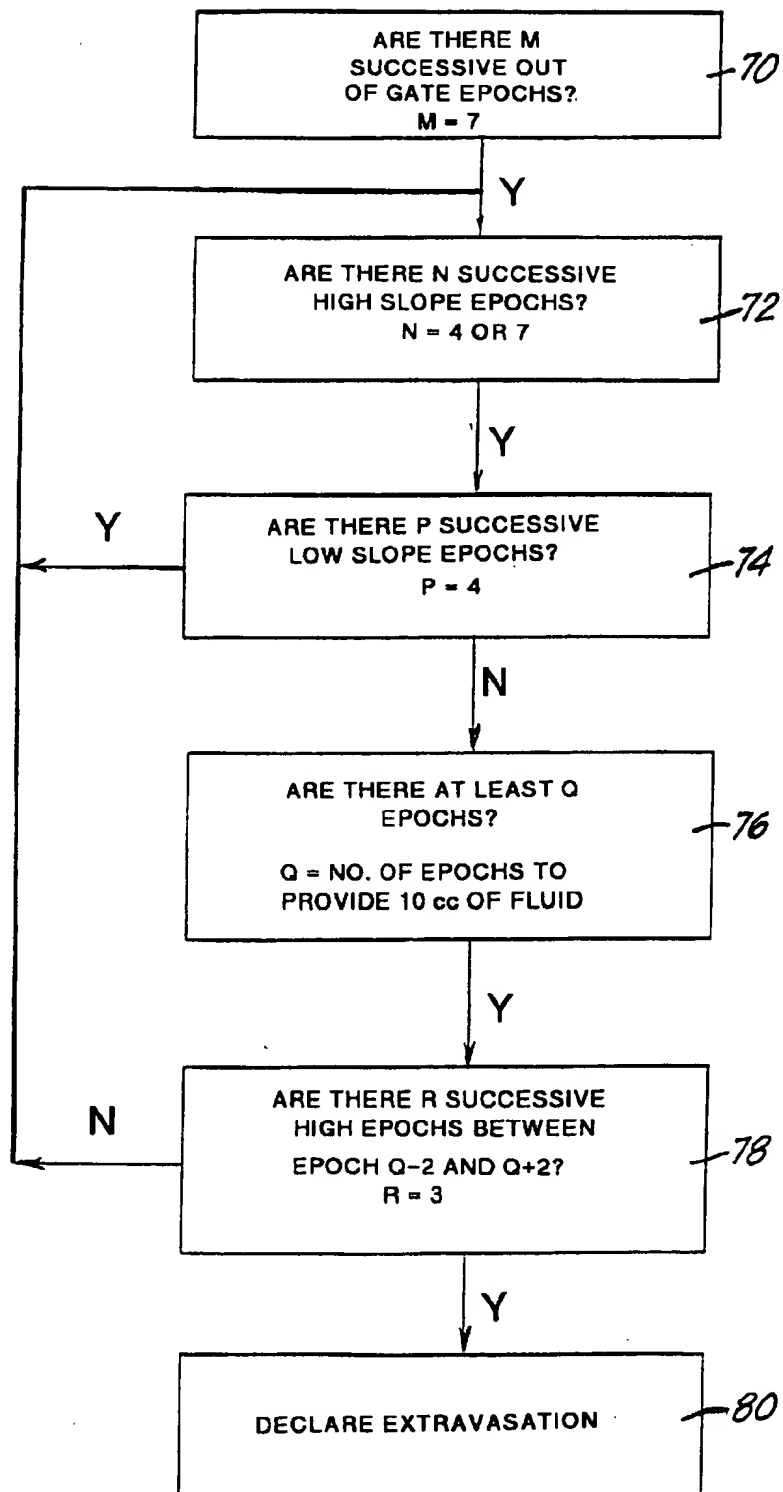 ARE THERE M
SUCCESSIVE OUT
OF GATE EPOCHS?
M = 7
70
Y
ARE THERE N SUCCESSIVE
HIGH SLOPE EPOCHS?
N = 4 OR 7
72
Y
Y
ARE THERE P SUCCESSIVE
LOW SLOPE EPOCHS?
P = 4
74
N
ARE THERE AT LEAST Q
EPOCHS?
Q = NO. OF EPOCHS TO
PROVIDE 10 cc OF FLUID
76
Y
N
ARE THERE R SUCCESSIVE
HIGH EPOCHS BETWEEN
EPOCH Q-2 AND Q+2?
R = 3
78
Y
DECLARE EXTRAVASATION
80